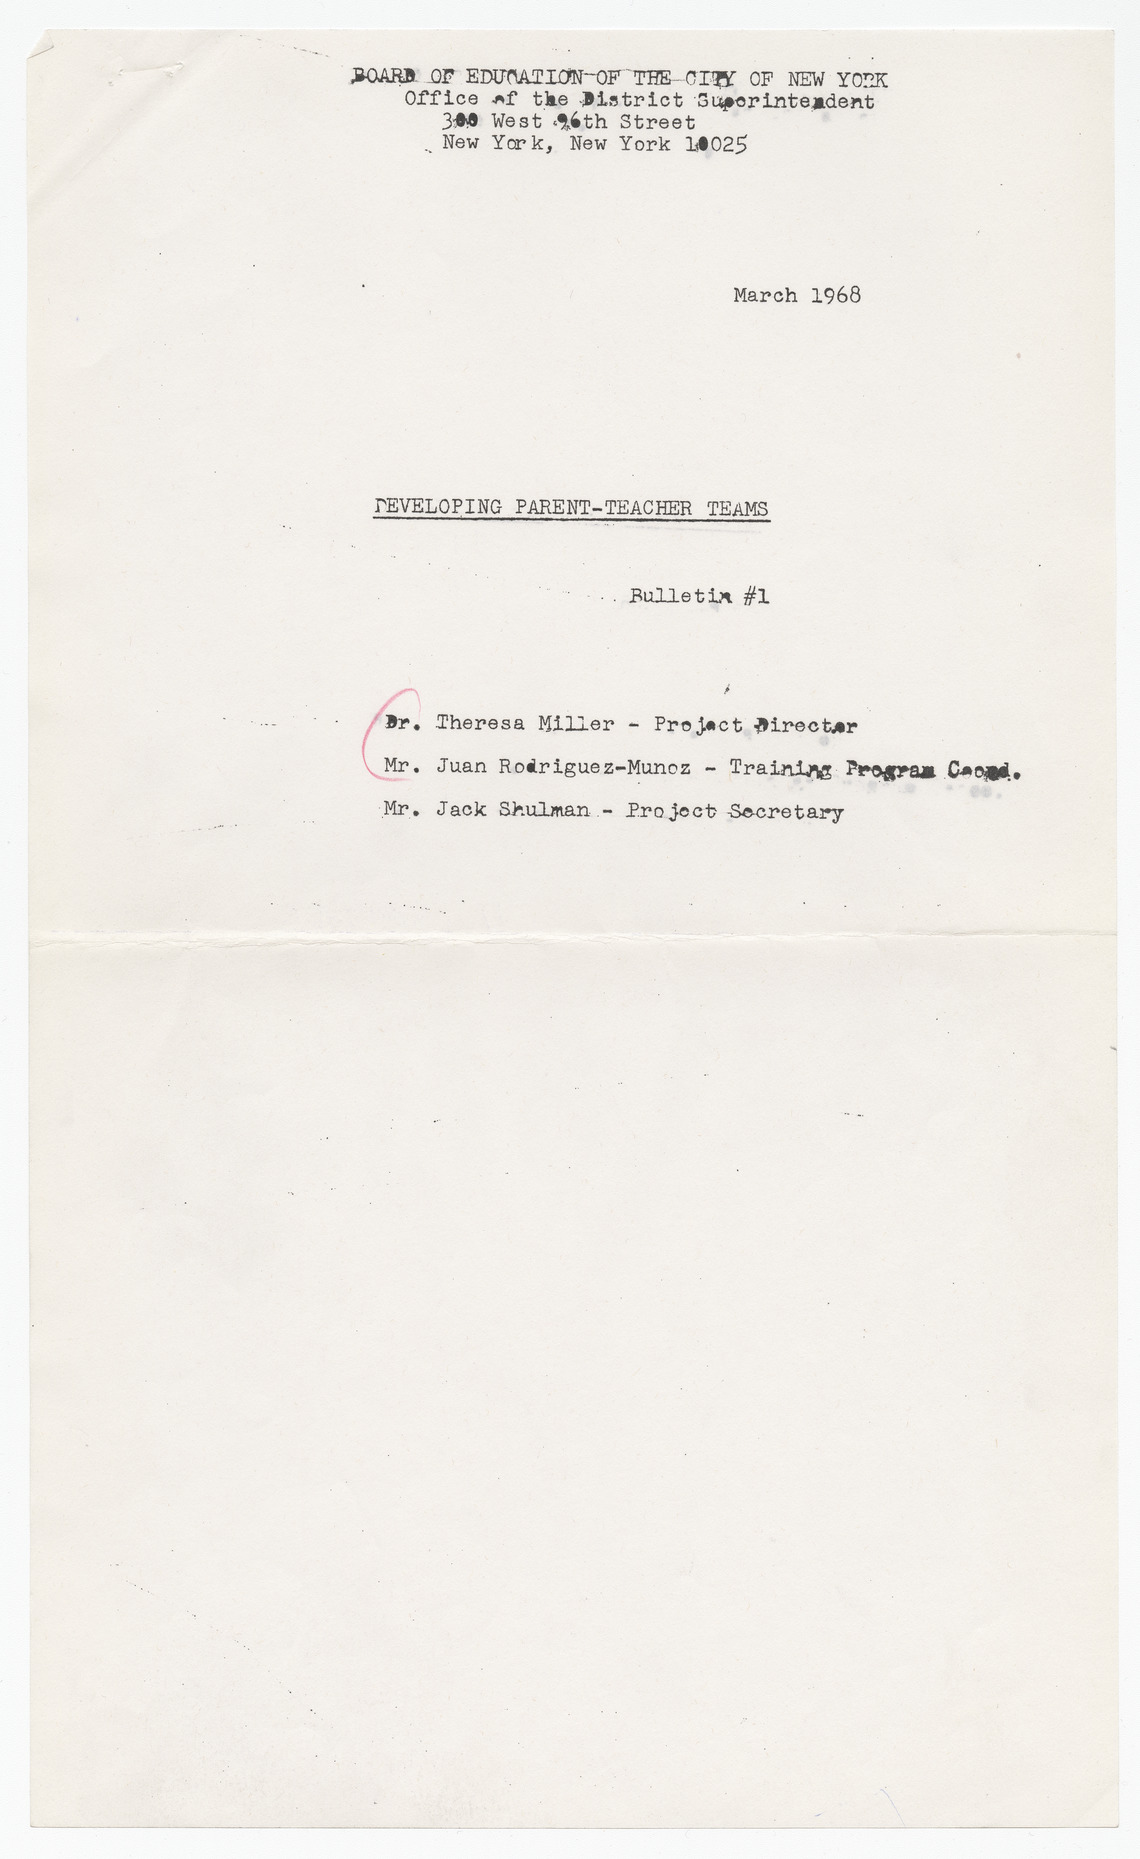 BOARD OF EDUCATION OF THE CITY OF NEW YORK
Office of the District Superintendent
300 West 96th Street
New York, New York 10025
March 1968
DEVELOPING PARENT-TEACHER TEAMS
Bulletin #1
Dr. Theresa Miller - Project Director
Mr. Juan Rodriguez-Munoz - Training Program Coord.
Mr. Jack Shulman - Project Secretary